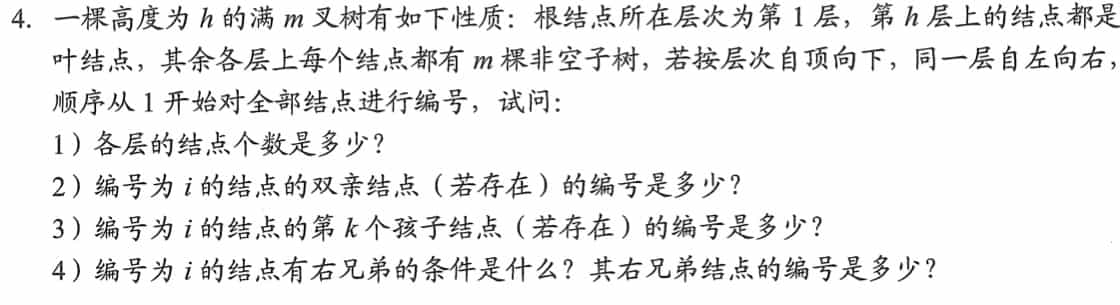 4. 一棵高度为 h 的满 m 叉树有如下性质：根结点所在层次为第 1 层，第 h 层上的结点都是
叶结点，其余各层上每个结点都有 m 棵非空子树，若按层次自顶向下，同一层自左向右，
顺序从 1 开始对全部结点进行编号，试问：
1）各层的结点个数是多少？
2）编号为 i 的结点的双亲结点（若存在）的编号是多少？
3）编号为 i 的结点的第 k 个孩子结点（若存在）的编号是多少？
4）编号为 i 的结点有右兄弟的条件是什么？其右兄弟结点的编号是多少？